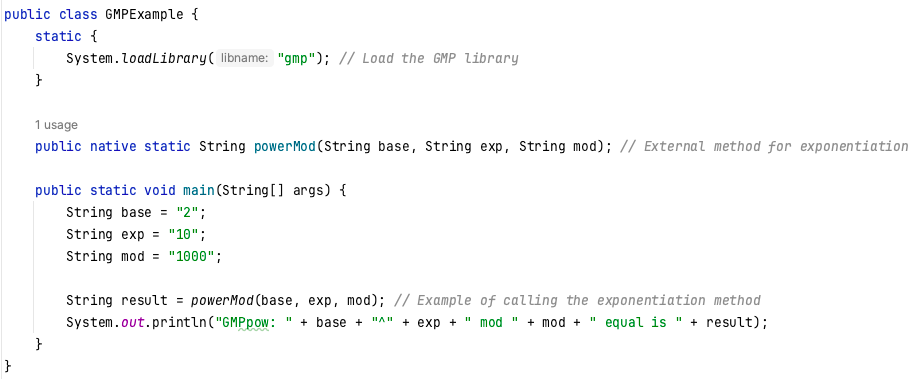 public class GMPExample {
static {
System.loadLibrary( libname: "gmp"); // Load the GMP library
}
1 usage
public native static String powerMod(String base, String exp, String mod); // External method for exponentiation
public static void main(String[] args) {
String base = "2";
String exp = "10";
String mod = "1000";
String result = powerMod(base, exp, mod); // Example of calling the exponentiation method
System.out.println("GMPpow: " + base + "^" + exp + " mod " + mod + " equal is " + result);
}
}